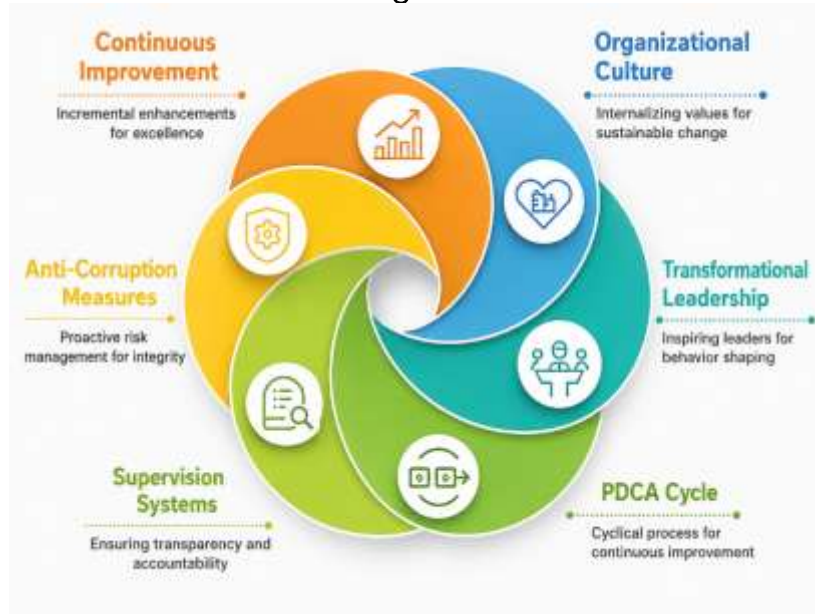 Continuous
Improvement
Incremental enhancements
for excellence
Organizational
Culture
Internalizing values for
sustainable change
Anti-Corruption
Measures
Proactive risk
management for integrity
Transformational
Leadership
Inspiring leaders for
behavior shaping
Supervision
Systems
Ensuring transparency and
accountability
PDCA Cycle
Cyclical process for
continuous improvement